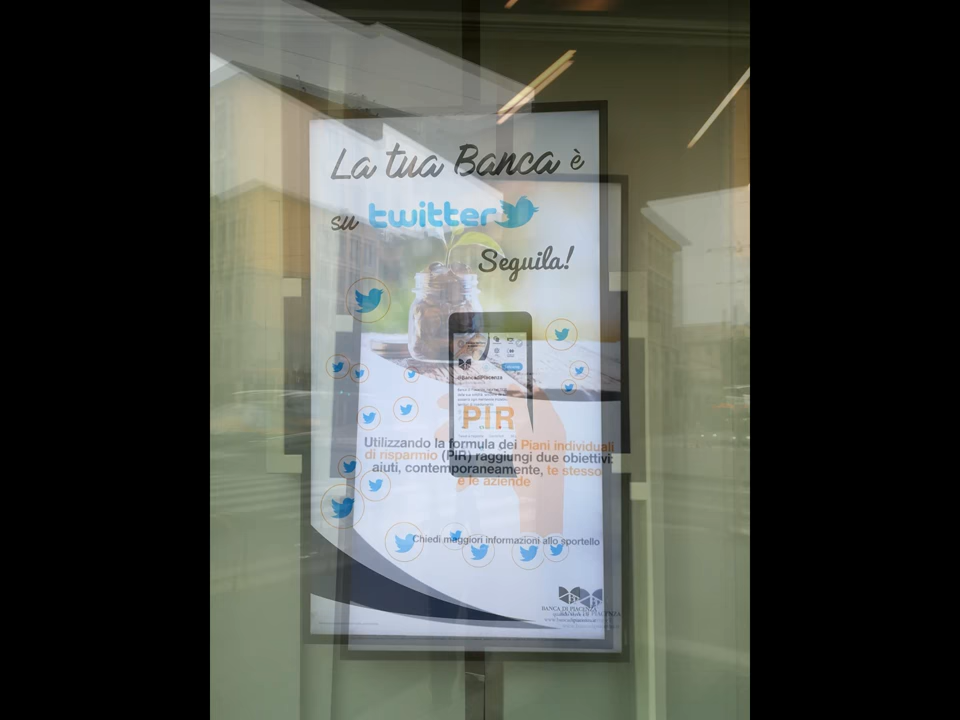 La tua Banca è
su twitter
Seguila!
@BancadiPiacenza
PIR
Utilizzando la formula dei Piani individuali
di risparmio (PIR) raggiungi due obiettivi:
aiuti, contemporaneamente, te stesso
e le aziende
Chiedi maggiori informazioni allo sportello
BANCA DI PIACENZA